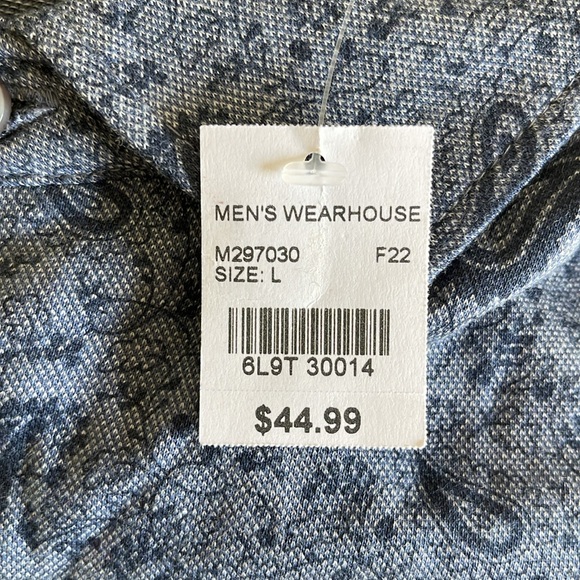 MEN'S WEARHOUSE
M297030 F22
SIZE: L
6L9T 30014
$44.99